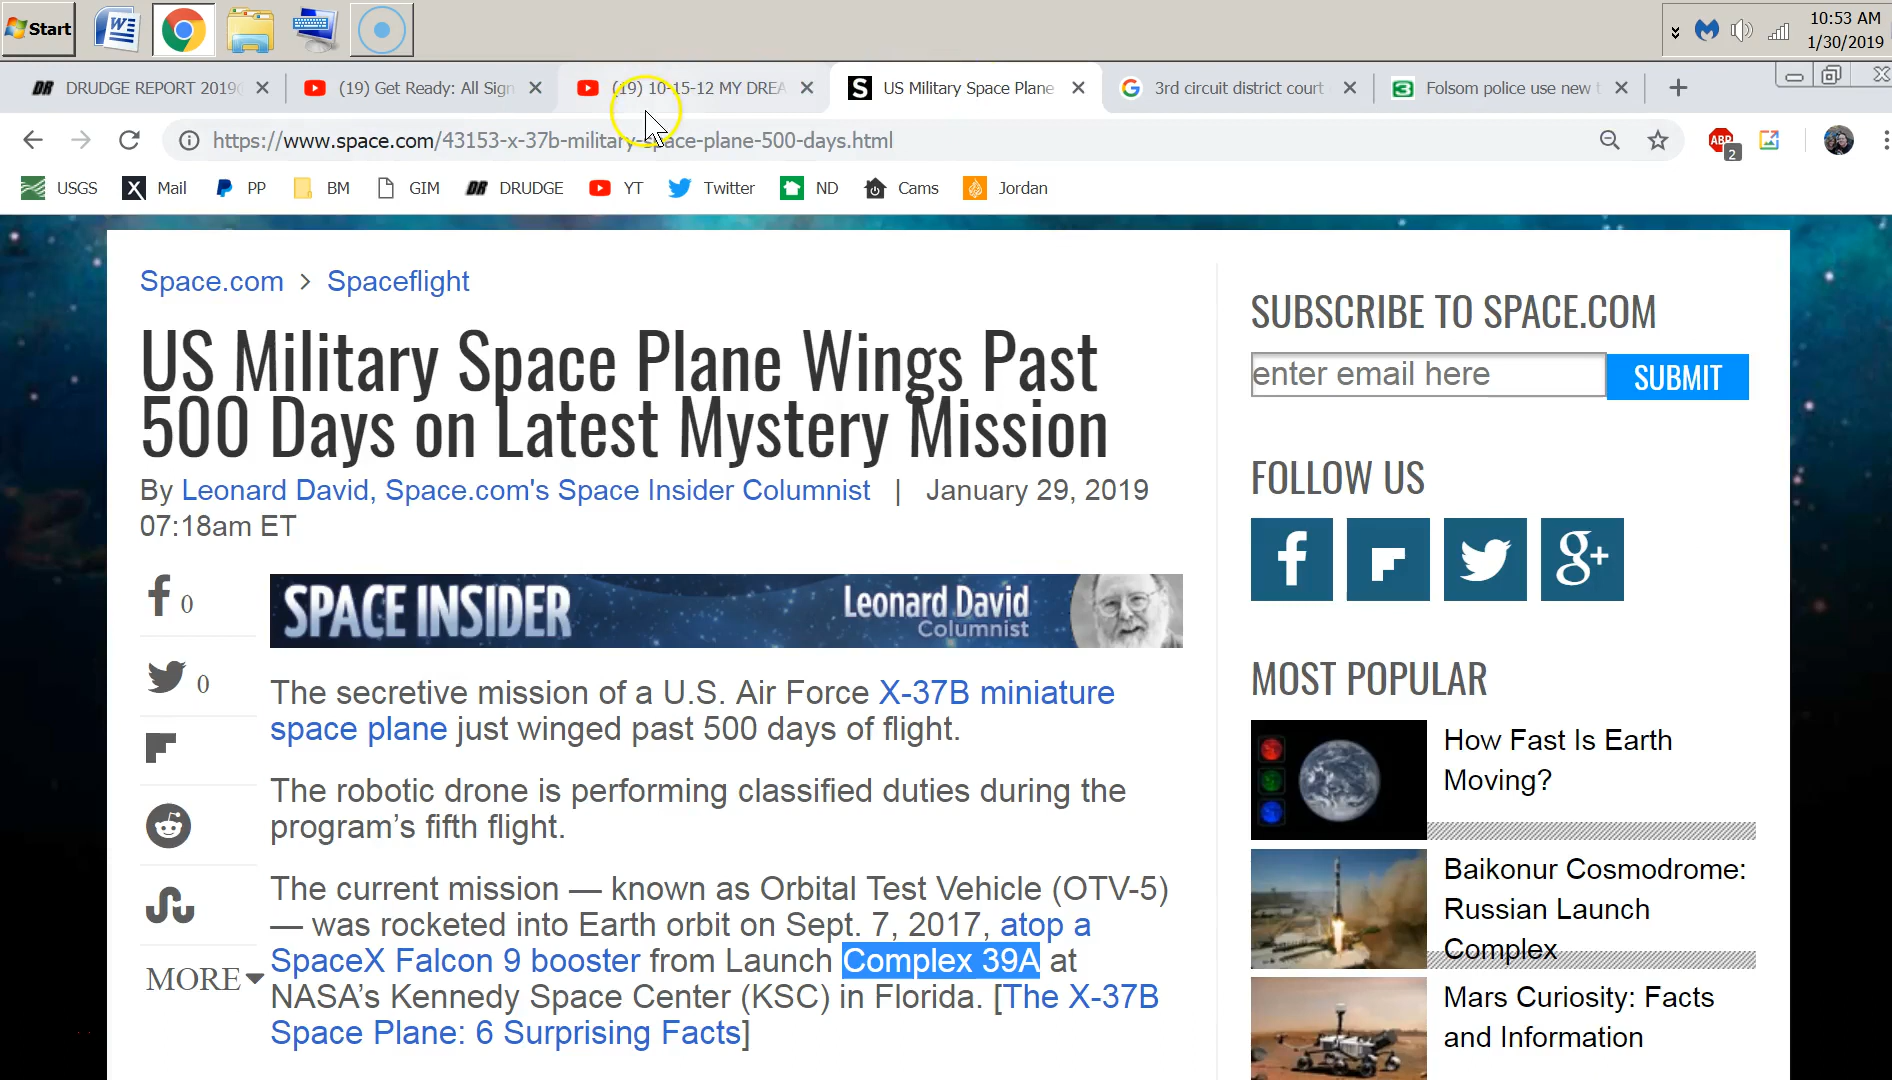 Start
10:53 AM
1/30/2019
DRUDGE REPORT 2019
(19) Get Ready: All Sign
(19) 10-15-12 MY DREA
US Military Space Plane
3rd circuit district court
Folsom police use new t
https://www.space.com/43153-x-37b-military-space-plane-500-days.html
ABP
2
USGS
Mail
PP
BM
GIM
DRUDGE
YT
Twitter
ND
Cams
Jordan
Space.com > Spaceflight
US Military Space Plane Wings Past
500 Days on Latest Mystery Mission
By Leonard David, Space.com's Space Insider Columnist | January 29, 2019
07:18am ET
0
0
MORE
SPACE INSIDER
Leonard David
Columnist
The secretive mission of a U.S. Air Force X-37B miniature
space plane just winged past 500 days of flight.
The robotic drone is performing classified duties during the
program’s fifth flight.
The current mission — known as Orbital Test Vehicle (OTV-5)
— was rocketed into Earth orbit on Sept. 7, 2017, atop a
SpaceX Falcon 9 booster from Launch Complex 39A at
NASA’s Kennedy Space Center (KSC) in Florida. [The X-37B
Space Plane: 6 Surprising Facts]
SUBSCRIBE TO SPACE.COM
enter email here
SUBMIT
FOLLOW US
MOST POPULAR
How Fast Is Earth
Moving?
Baikonur Cosmodrome:
Russian Launch
Complex
Mars Curiosity: Facts
and Information